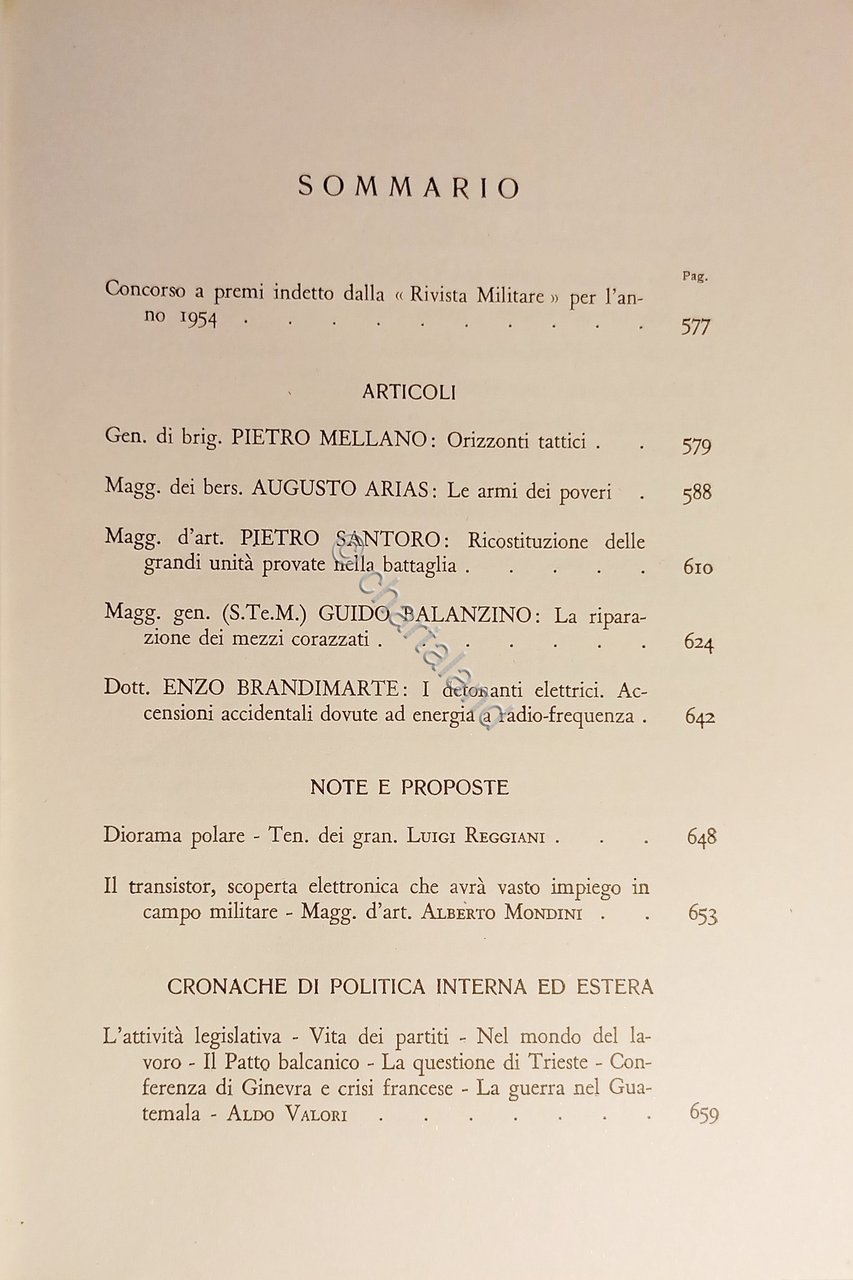 SOMMARIO
Pag.
Concorso a premi indetto dalla « Rivista Militare » per l'an-
no 1954 . . . . . . . . . . 577
ARTICOLI
Gen. di brig. PIETRO MELLANO: Orizzonti tattici . . 579
Magg. dei bers. AUGUSTO ARIAS: Le armi dei poveri . 588
Magg. d'art. PIETRO SANTORO: Ricostituzione delle
grandi unità provate nella battaglia . . . . . 610
Magg. gen. (S.Te.M.) GUIDO BALANZINO: La ripara-
zione dei mezzi corazzati . . . . . . . 624
Dott. ENZO BRANDIMARTE: I detonanti elettrici. Ac-
censioni accidentali dovute ad energia a radio-frequenza . 642
NOTE E PROPOSTE
Diorama polare - Ten. dei gran. LUIGI REGGIANI . . . 648
Il transistor, scoperta elettronica che avrà vasto impiego in
campo militare - Magg. d'art. ALBERTO MONDINI . . 653
CRONACHE DI POLITICA INTERNA ED ESTERA
L'attività legislativa - Vita dei partiti - Nel mondo del la-
voro - Il Patto balcanico - La questione di Trieste - Con-
ferenza di Ginevra e crisi francese - La guerra nel Gua-
temala - ALDO VALORI . . . . . . . 659
© chartaland